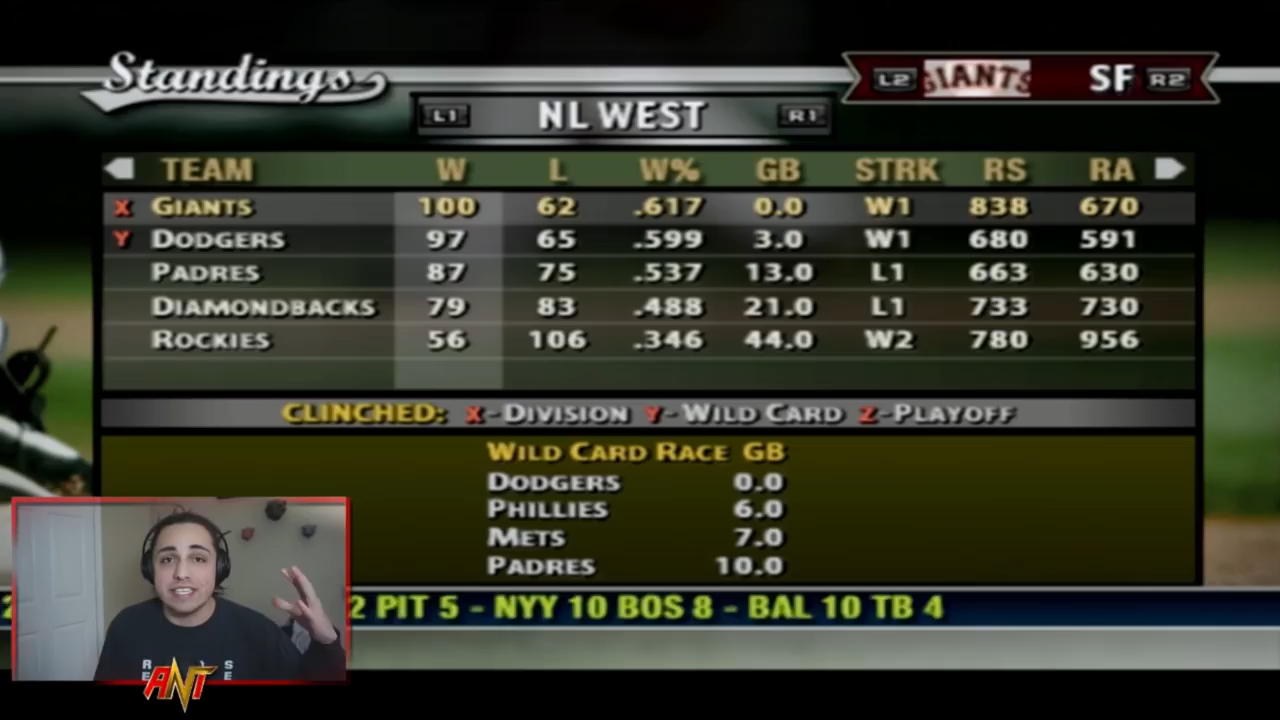 Standings
L2 GIANTS SF R2
L1 NL WEST R1
TEAM W L W% GB STRK RS RA
X GIANTS 100 62 .617 0.0 W1 838 670
Y DODGERS 97 65 .599 3.0 W1 680 591
PADRES 87 75 .537 13.0 L1 663 630
DIAMONDBACKS 79 83 .488 21.0 L1 733 730
ROCKIES 56 106 .346 44.0 W2 780 956
CLINCHED: X-DIVISION Y-WILD CARD Z-PLAYOFF
WILD CARD RACE GB
DODGERS 0.0
PHILLIES 6.0
METS 7.0
PADRES 10.0
2 PIT 5 - NYY 10 BOS 8 - BAL 10 TB 4
ANT